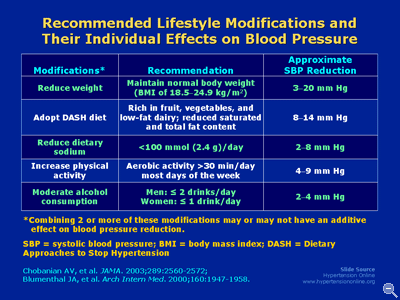 Recommended Lifestyle Modifications and
Their Individual Effects on Blood Pressure
Modifications* Recommendation Approximate
SBP Reduction
Reduce weight Maintain normal body weight
(BMI of 18.5–24.9 kg/m²) 3–20 mm Hg
Adopt DASH diet Rich in fruit, vegetables, and
low-fat dairy; reduced saturated
and total fat content 8–14 mm Hg
Reduce dietary
sodium <100 mmol (2.4 g)/day 2–8 mm Hg
Increase physical
activity Aerobic activity >30 min/day
most days of the week 4–9 mm Hg
Moderate alcohol
consumption Men: ≤ 2 drinks/day
Women: ≤ 1 drink/day 2–4 mm Hg
*Combining 2 or more of these modifications may or may not have an additive
effect on blood pressure reduction.
SBP = systolic blood pressure; BMI = body mass index; DASH = Dietary
Approaches to Stop Hypertension
Chobanian AV, et al. JAMA. 2003;289:2560-2572;
Blumenthal JA, et al. Arch Intern Med. 2000;160:1947-1958.
Slide Source
Hypertension Online
www.hypertensiononline.org